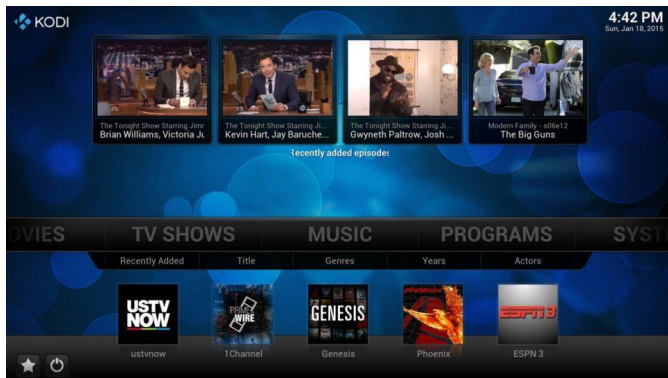 KODI
4:42 PM
Sun, Jan 18, 2015
The Tonight Show Starring Jimr
Brian Williams, Victoria Ju
The Tonight Show Starring Ji...
Kevin Hart, Jay Baruche...
The Tonight Show Starring Ji...
Gwyneth Paltrow, Josh ...
Modern Family - s06e12
The Big Guns
Recently added episodes
OVIES TV SHOWS MUSIC PROGRAMS SYST
Recently Added Title Genres Years Actors
USTV
NOW
PRIME
WIRE
GENESIS
PHOENIX
ESPN 3
ustvnow 1Channel Genesis Phoenix ESPN 3